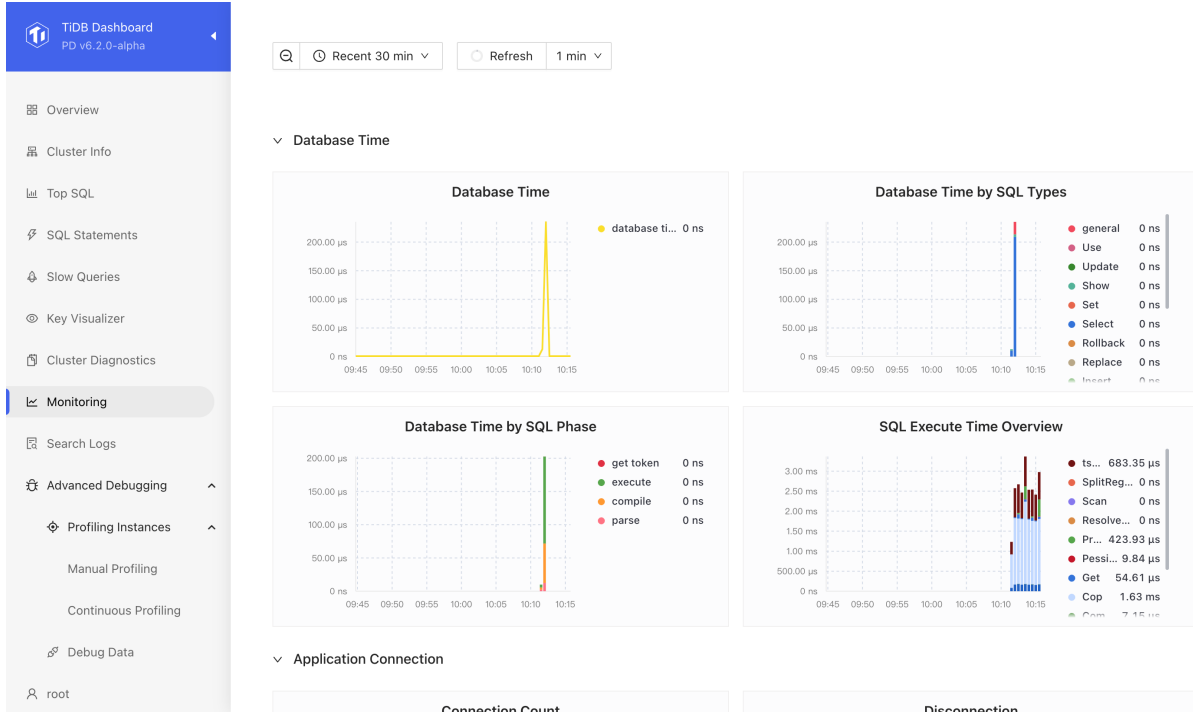 TiDB Dashboard
PD v6.2.0-alpha
Overview
Cluster Info
Top SQL
SQL Statements
Slow Queries
Key Visualizer
Cluster Diagnostics
Monitoring
Search Logs
Advanced Debugging
Profiling Instances
Manual Profiling
Continuous Profiling
Debug Data
root
Recent 30 min
Refresh
1 min
Database Time
Database Time
200.00 µs
150.00 µs
100.00 µs
50.00 µs
0 ns
09:45 09:50 09:55 10:00 10:05 10:10 10:15
database ti... 0 ns
Database Time by SQL Types
200.00 µs
150.00 µs
100.00 µs
50.00 µs
0 ns
09:45 09:50 09:55 10:00 10:05 10:10 10:15
general 0 ns
Use 0 ns
Update 0 ns
Show 0 ns
Set 0 ns
Select 0 ns
Rollback 0 ns
Replace 0 ns
Insert 0 ns
Database Time by SQL Phase
200.00 µs
150.00 µs
100.00 µs
50.00 µs
0 ns
09:45 09:50 09:55 10:00 10:05 10:10 10:15
get token 0 ns
execute 0 ns
compile 0 ns
parse 0 ns
SQL Execute Time Overview
3.00 ms
2.50 ms
2.00 ms
1.50 ms
1.00 ms
500.00 µs
0 ns
09:45 09:50 09:55 10:00 10:05 10:10 10:15
ts... 683.35 µs
SplitReg... 0 ns
Scan 0 ns
Resolve... 0 ns
Pr... 423.93 µs
Pessi... 9.84 µs
Get 54.61 µs
Cop 1.63 ms
Com 7.15 µs
Application Connection
Connection Count
Disconnection